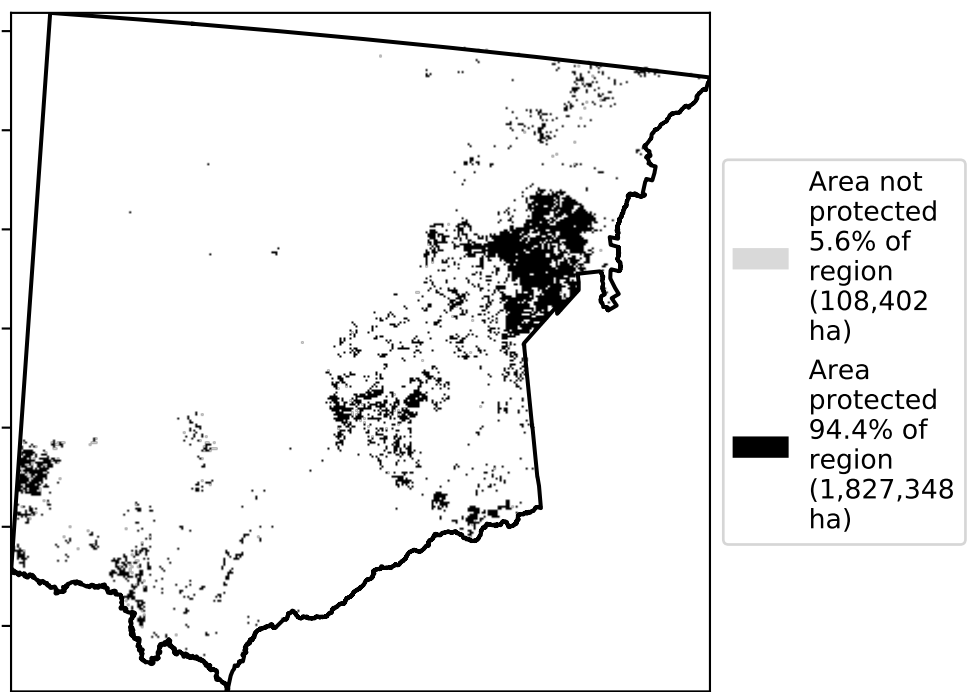 Area not
protected
5.6% of
region
(108,402
ha)
Area
protected
94.4% of
region
(1,827,348
ha)